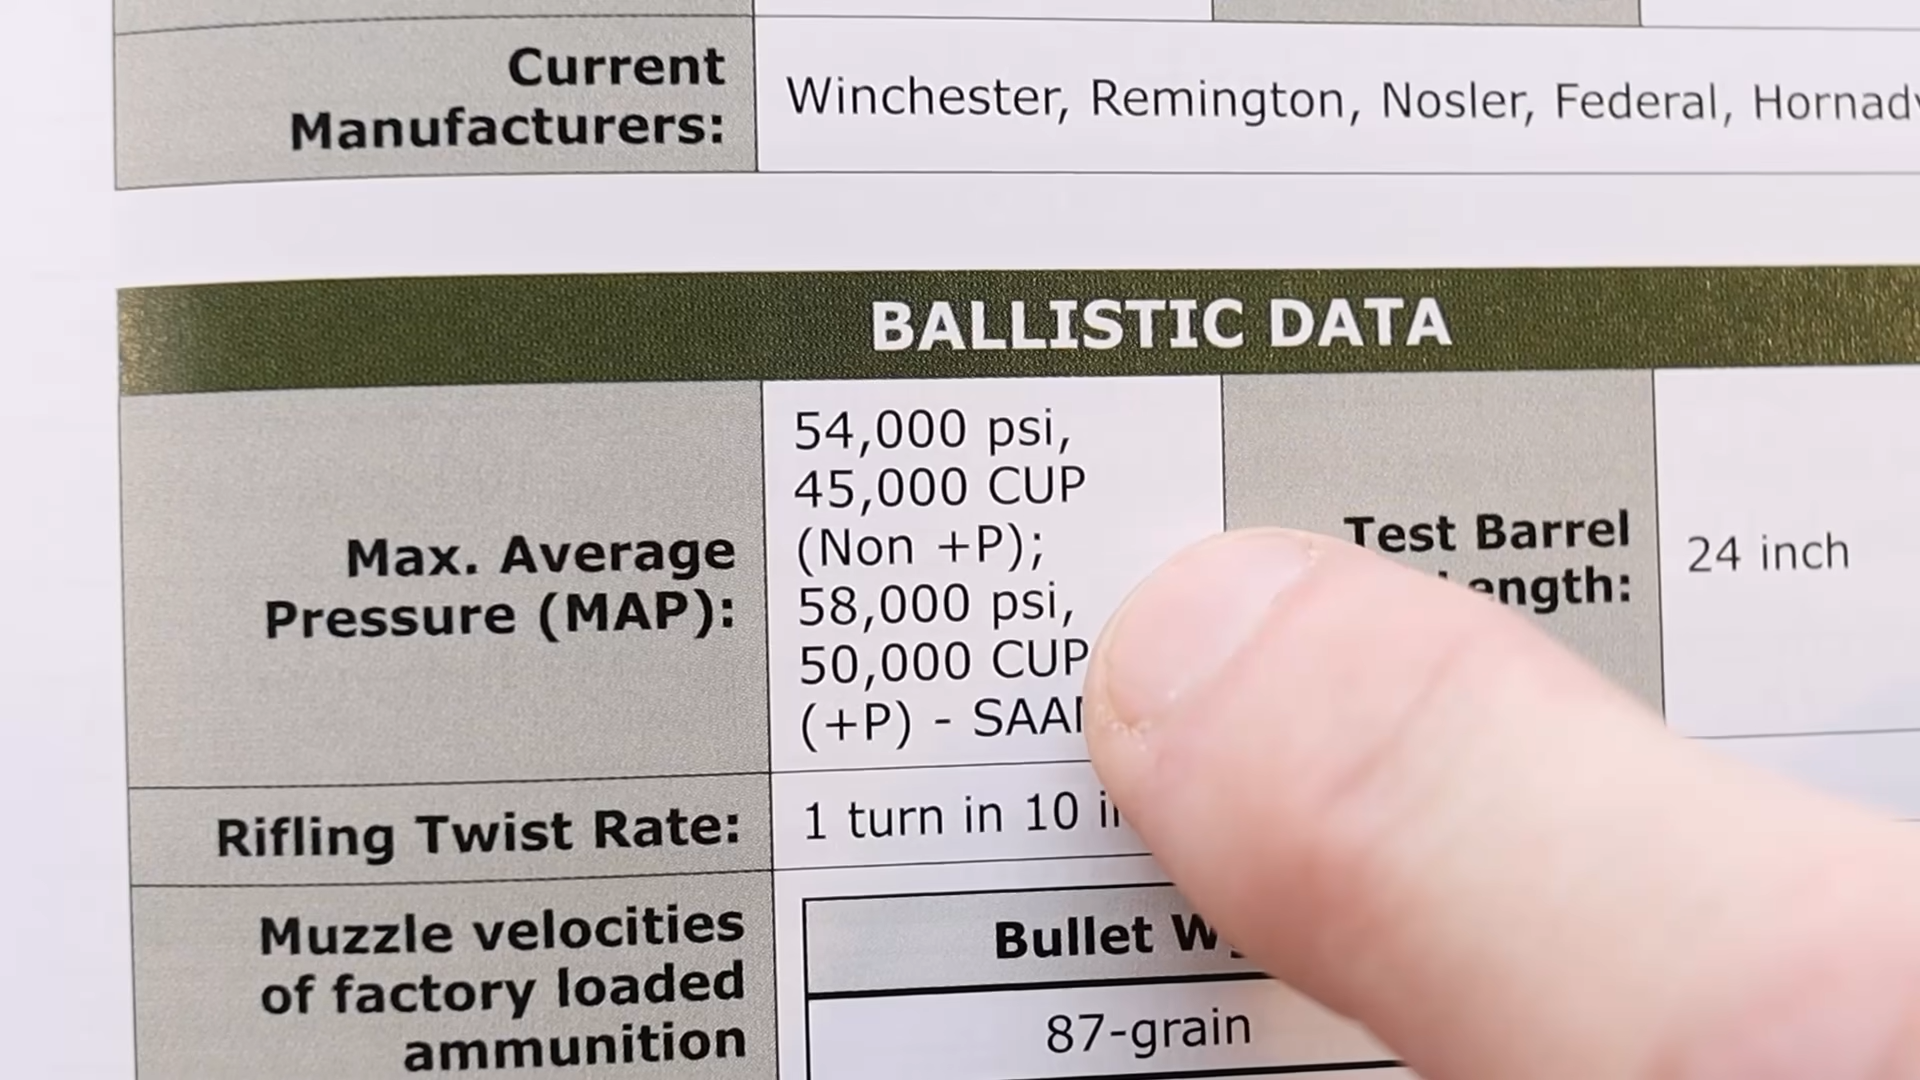 Current
Manufacturers:
Winchester, Remington, Nosler, Federal,
BALLISTIC DATA
Max. Average
Pressure (MAP):
54,000 psi,
45,000 CUP
(Non +P);
58,000 psi,
50,000 CUP
(+P) -
Test Barrel
24 inch
Rifling Twist Rate:
1 turn in 10
Muzzle velocities
of factory loaded
ammunition
Bullet
87-grain